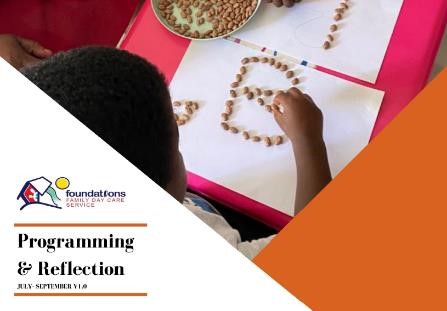 foundations
FAMILY DAY CARE
SERVICE
Programming
& Reflection
JULY- SEPTEMBER V1.0